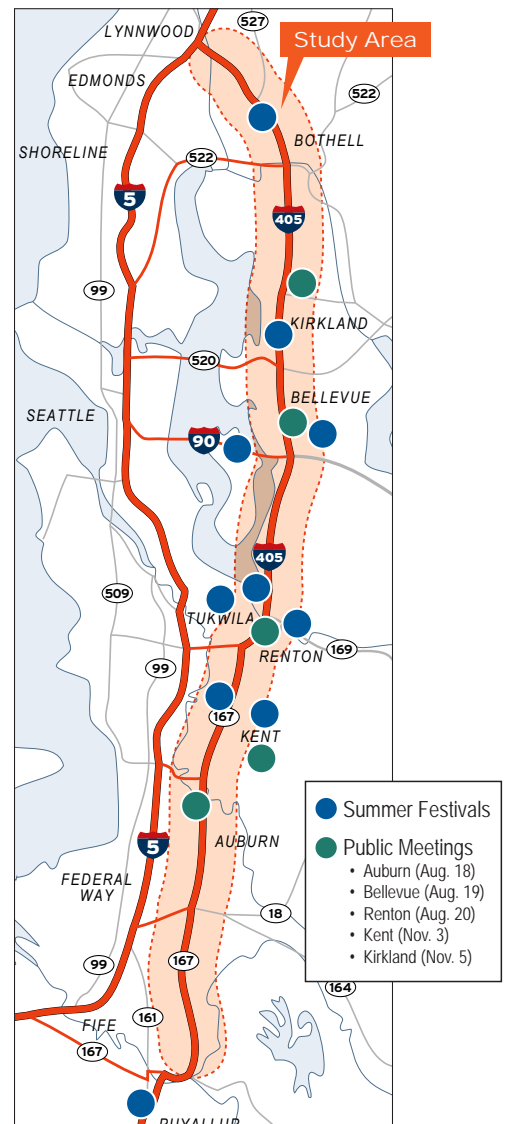 LYNNWOOD
527
Study Area
EDMONDS
522
BOTHELL
SHORELINE
522
5
405
99
KIRKLAND
520
BELLEVUE
SEATTLE
90
405
509
TUKWILA
RENTON
169
99
167
KENT
Summer Festivals
Public Meetings
• Auburn (Aug. 18)
• Bellevue (Aug. 19)
• Renton (Aug. 20)
• Kent (Nov. 3)
• Kirkland (Nov. 5)
5
AUBURN
FEDERAL
WAY
18
99
167
164
161
FIFE
167
PUYALLUP